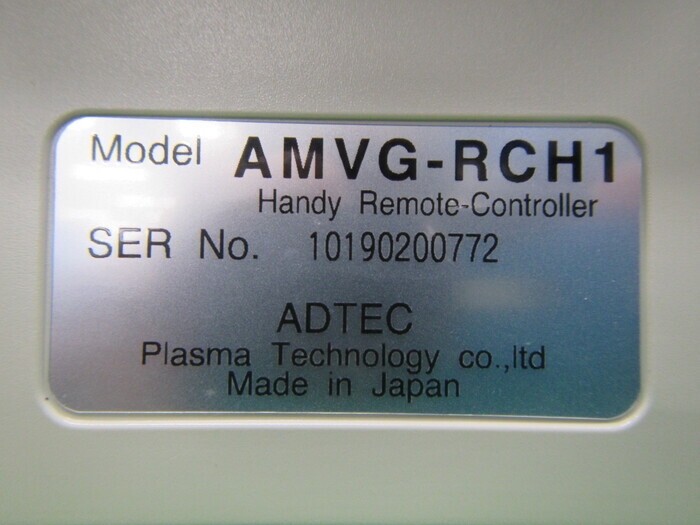 Model AMVG-RCH1
Handy Remote-Controller
SER No. 10190200772
ADTEC
Plasma Technology co.,ltd
Made in Japan